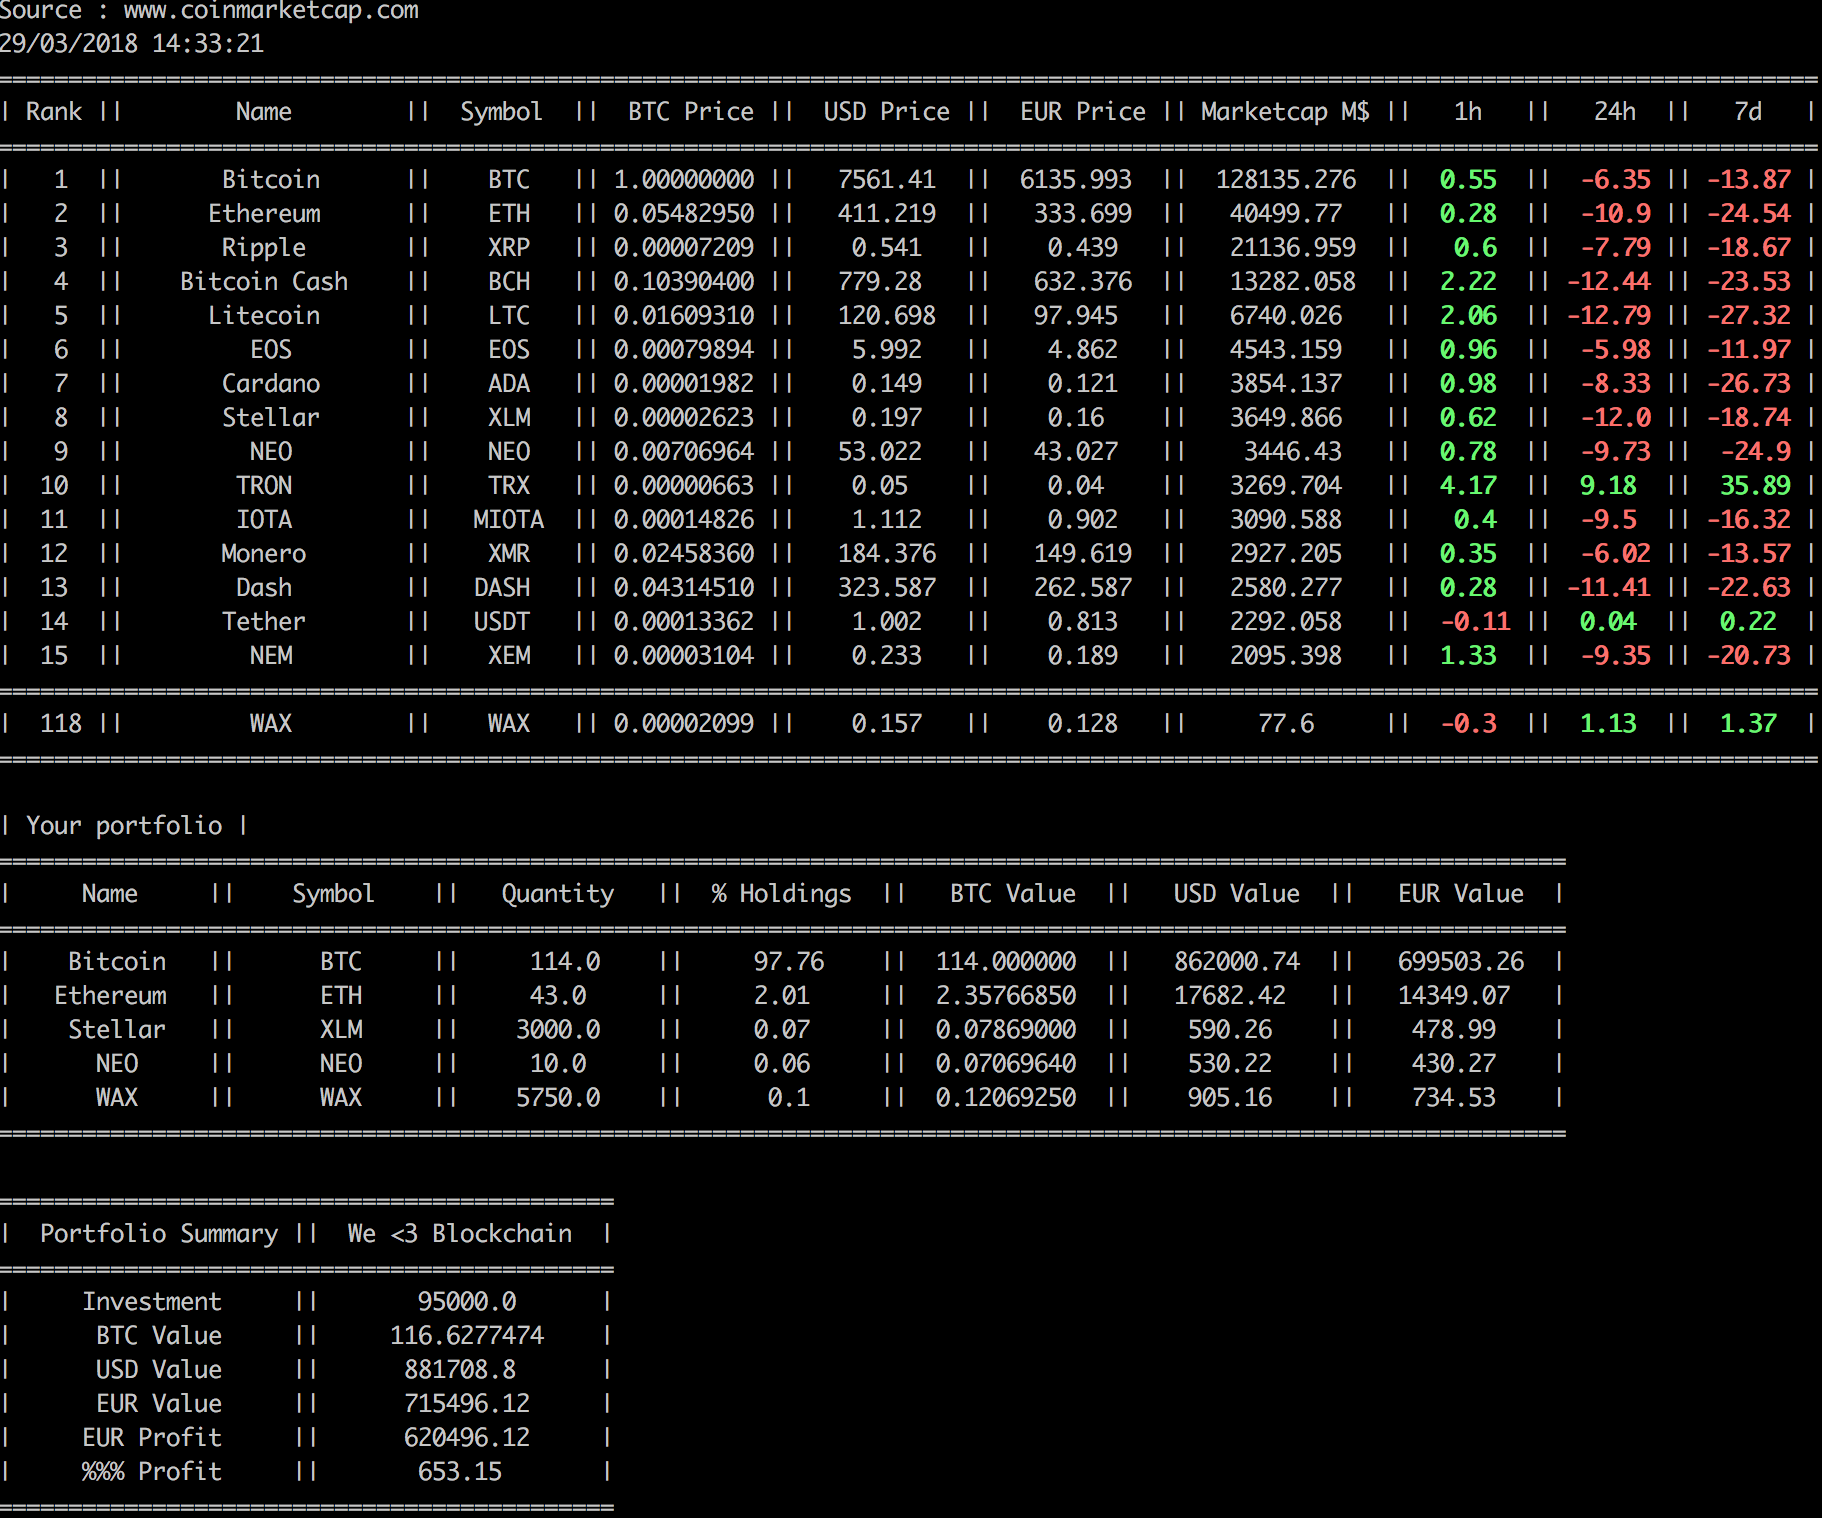 Source : www.coinmarketcap.com
29/03/2018 14:33:21
| Rank || Name || Symbol || BTC Price || USD Price || EUR Price || Marketcap M$ || 1h || 24h || 7d |
| 1 || Bitcoin || BTC || 1.00000000 || 7561.41 || 6135.993 || 128135.276 || 0.55 || -6.35 || -13.87 |
| 2 || Ethereum || ETH || 0.05482950 || 411.219 || 333.699 || 40499.77 || 0.28 || -10.9 || -24.54 |
| 3 || Ripple || XRP || 0.00007209 || 0.541 || 0.439 || 21136.959 || 0.6 || -7.79 || -18.67 |
| 4 || Bitcoin Cash || BCH || 0.10390400 || 779.28 || 632.376 || 13282.058 || 2.22 || -12.44 || -23.53 |
| 5 || Litecoin || LTC || 0.01609310 || 120.698 || 97.945 || 6740.026 || 2.06 || -12.79 || -27.32 |
| 6 || EOS || EOS || 0.00079894 || 5.992 || 4.862 || 4543.159 || 0.96 || -5.98 || -11.97 |
| 7 || Cardano || ADA || 0.00001982 || 0.149 || 0.121 || 3854.137 || 0.98 || -8.33 || -26.73 |
| 8 || Stellar || XLM || 0.00002623 || 0.197 || 0.16 || 3649.866 || 0.62 || -12.0 || -18.74 |
| 9 || NEO || NEO || 0.00706964 || 53.022 || 43.027 || 3446.43 || 0.78 || -9.73 || -24.9 |
| 10 || TRON || TRX || 0.00000663 || 0.05 || 0.04 || 3269.704 || 4.17 || 9.18 || 35.89 |
| 11 || IOTA || MIOTA || 0.00014826 || 1.112 || 0.902 || 3090.588 || 0.4 || -9.5 || -16.32 |
| 12 || Monero || XMR || 0.02458360 || 184.376 || 149.619 || 2927.205 || 0.35 || -6.02 || -13.57 |
| 13 || Dash || DASH || 0.04314510 || 323.587 || 262.587 || 2580.277 || 0.28 || -11.41 || -22.63 |
| 14 || Tether || USDT || 0.00013362 || 1.002 || 0.813 || 2292.058 || -0.11 || 0.04 || 0.22 |
| 15 || NEM || XEM || 0.00003104 || 0.233 || 0.189 || 2095.398 || 1.33 || -9.35 || -20.73 |
| 118 || WAX || WAX || 0.00002099 || 0.157 || 0.128 || 77.6 || -0.3 || 1.13 || 1.37 |
| Your portfolio |
| Name || Symbol || Quantity || % Holdings || BTC Value || USD Value || EUR Value |
| Bitcoin || BTC || 114.0 || 97.76 || 114.000000 || 862000.74 || 699503.26 |
| Ethereum || ETH || 43.0 || 2.01 || 2.35766850 || 17682.42 || 14349.07 |
| Stellar || XLM || 3000.0 || 0.07 || 0.07869000 || 590.26 || 478.99 |
| NEO || NEO || 10.0 || 0.06 || 0.07069640 || 530.22 || 430.27 |
| WAX || WAX || 5750.0 || 0.1 || 0.12069250 || 905.16 || 734.53 |
| Portfolio Summary || We <3 Blockchain |
| Investment || 95000.0 |
| BTC Value || 116.6277474 |
| USD Value || 881708.8 |
| EUR Value || 715496.12 |
| EUR Profit || 620496.12 |
| %%% Profit || 653.15 |